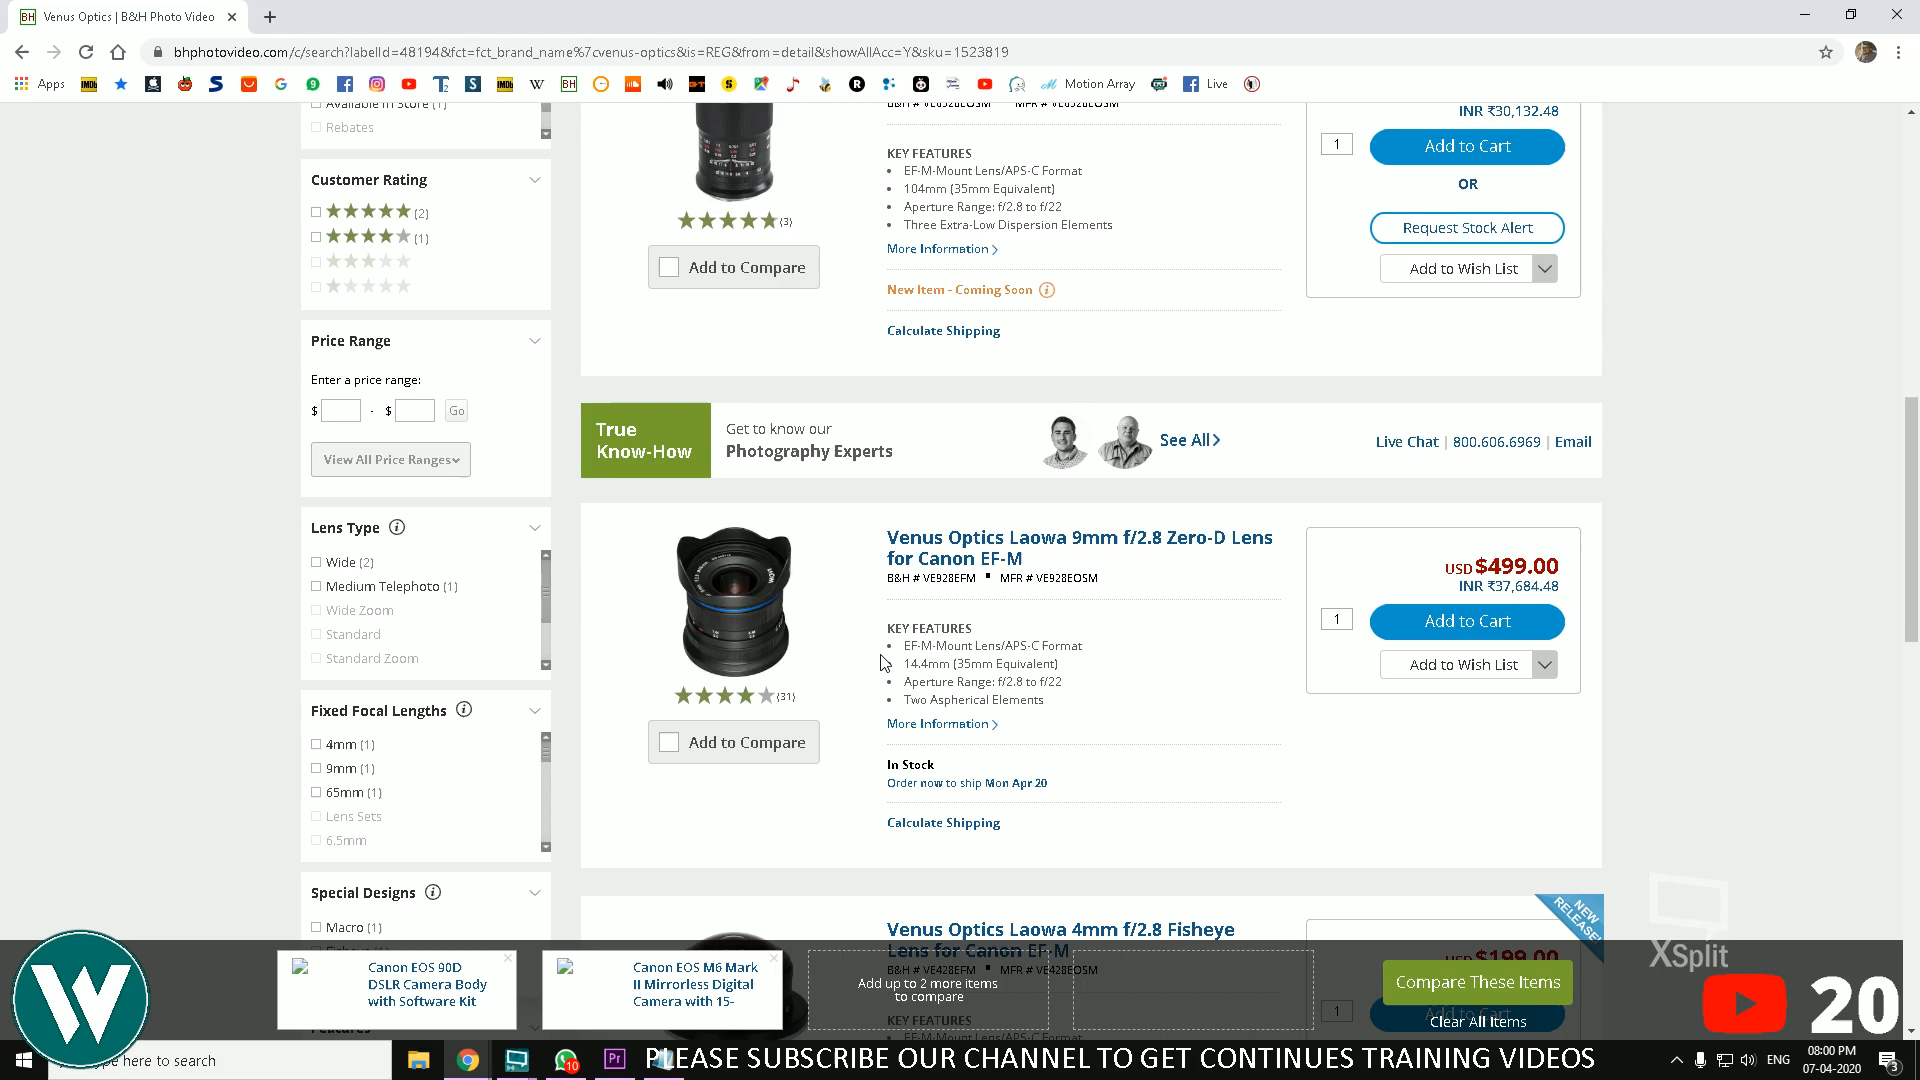 Venus Optics | B&H Photo Video
bhphotovideo.com/c/search?labelId=48194&fct=fct_brand_name%7cvenus-optics&is=REG&from=detail&showAllAcc=Y&sku=1523819
Apps
Motion Array
Live
Available in Store (1)
Rebates
Customer Rating
(2)
(1)
Price Range
Enter a price range:
$ - $ Go
View All Price Ranges
Lens Type
Wide (2)
Medium Telephoto (1)
Wide Zoom
Standard
Standard Zoom
Fixed Focal Lengths
4mm (1)
9mm (1)
65mm (1)
Lens Sets
6.5mm
Special Designs
Macro (1)
B&H # VE6528EOSM MFR # VE6528EOSM
KEY FEATURES
EF-M-Mount Lens/APS-C Format
104mm (35mm Equivalent)
Aperture Range: f/2.8 to f/22
Three Extra-Low Dispersion Elements
More Information
(3)
Add to Compare
New Item - Coming Soon
Calculate Shipping
INR ₹30,132.48
1 Add to Cart
OR
Request Stock Alert
Add to Wish List
True
Know-How
Get to know our
Photography Experts
See All
Live Chat | 800.606.6969 | Email
Venus Optics Laowa 9mm f/2.8 Zero-D Lens
for Canon EF-M
B&H # VE928EFM MFR # VE928EOSM
KEY FEATURES
EF-M-Mount Lens/APS-C Format
14.4mm (35mm Equivalent)
Aperture Range: f/2.8 to f/22
Two Aspherical Elements
More Information
(31)
Add to Compare
In Stock
Order now to ship Mon Apr 20
Calculate Shipping
USD $499.00
INR ₹37,684.48
1 Add to Cart
Add to Wish List
NEW
RELEASE
Venus Optics Laowa 4mm f/2.8 Fisheye
Lens for Canon EF-M
B&H # VE428EFM MFR # VE428EOSM
KEY FEATURES
$199.00
1 Add to Cart
Canon EOS 90D
DSLR Camera Body
with Software Kit
Canon EOS M6 Mark
II Mirrorless Digital
Camera with 15-
Add up to 2 more items
to compare
Compare These Items
Clear All Items
Features
XSplit
20
W
here to search
PLEASE SUBSCRIBE OUR CHANNEL TO GET CONTINUES TRAINING VIDEOS
ENG
08:00 PM
07-04-2020